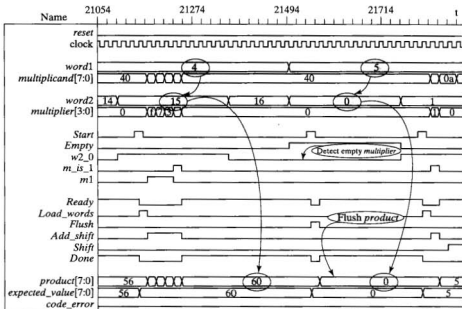 Name 21054 21274 21494 21714 t
reset
clock
word1 4 5
multiplicand[7:0] 40 40 0a
word2 14 15 16 0 1
multiplier[3:0] 0 0 0
Start
Empty
Detect empty multiplier
w2_0
m_is_1
m1
Ready
Load_words
Flush product
Flush
Add_shift
Shift
Done
product[7:0] 56 60 0 5
expected_value[7:0] 56 60 0 5
code_error